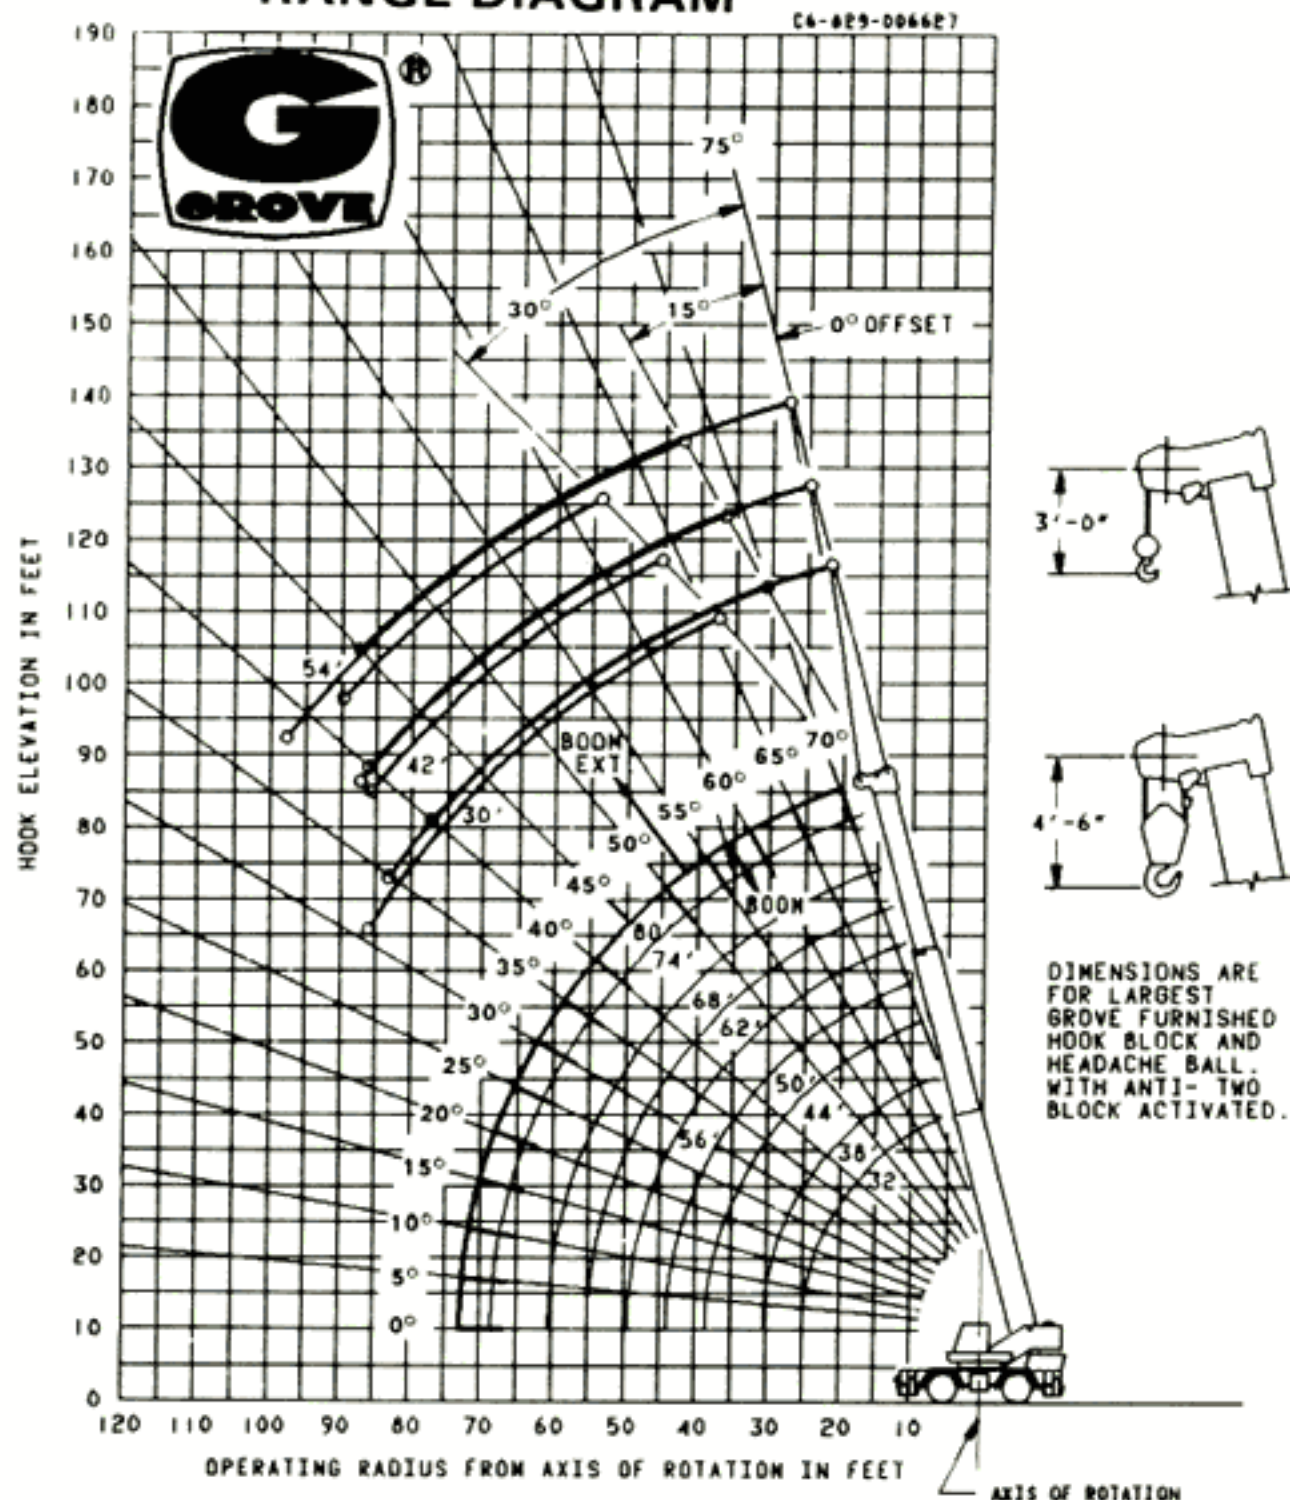 RANGE DIAGRAM
C6-829-006627
190
180
170
160
150
140
130
120
110
100
90
80
70
60
50
40
30
20
10
0
HOOK ELEVATION IN FEET
G
GROVE
®
75°
30°
15°
0° OFFSET
54'
42'
30'
BOOM
EXT
70°
65°
60°
55°
50°
45°
40°
35°
30°
25°
20°
15°
10°
5°
0°
BOOM
80
74'
68'
62'
56'
50'
44'
38'
32
3'-0"
4'-6"
DIMENSIONS ARE
FOR LARGEST
GROVE FURNISHED
HOOK BLOCK AND
HEADACHE BALL.
WITH ANTI- TWO
BLOCK ACTIVATED.
120 110 100 90 80 70 60 50 40 30 20 10
OPERATING RADIUS FROM AXIS OF ROTATION IN FEET
AXIS OF ROTATION